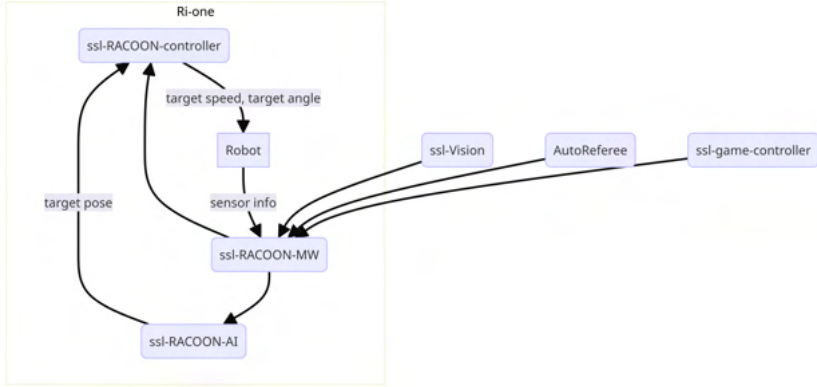 Ri-one
ssl-RACOON-controller
target speed, target angle
Robot
ssl-Vision
AutoReferee
ssl-game-controller
target pose
sensor info
ssl-RACOON-MW
ssl-RACOON-AI